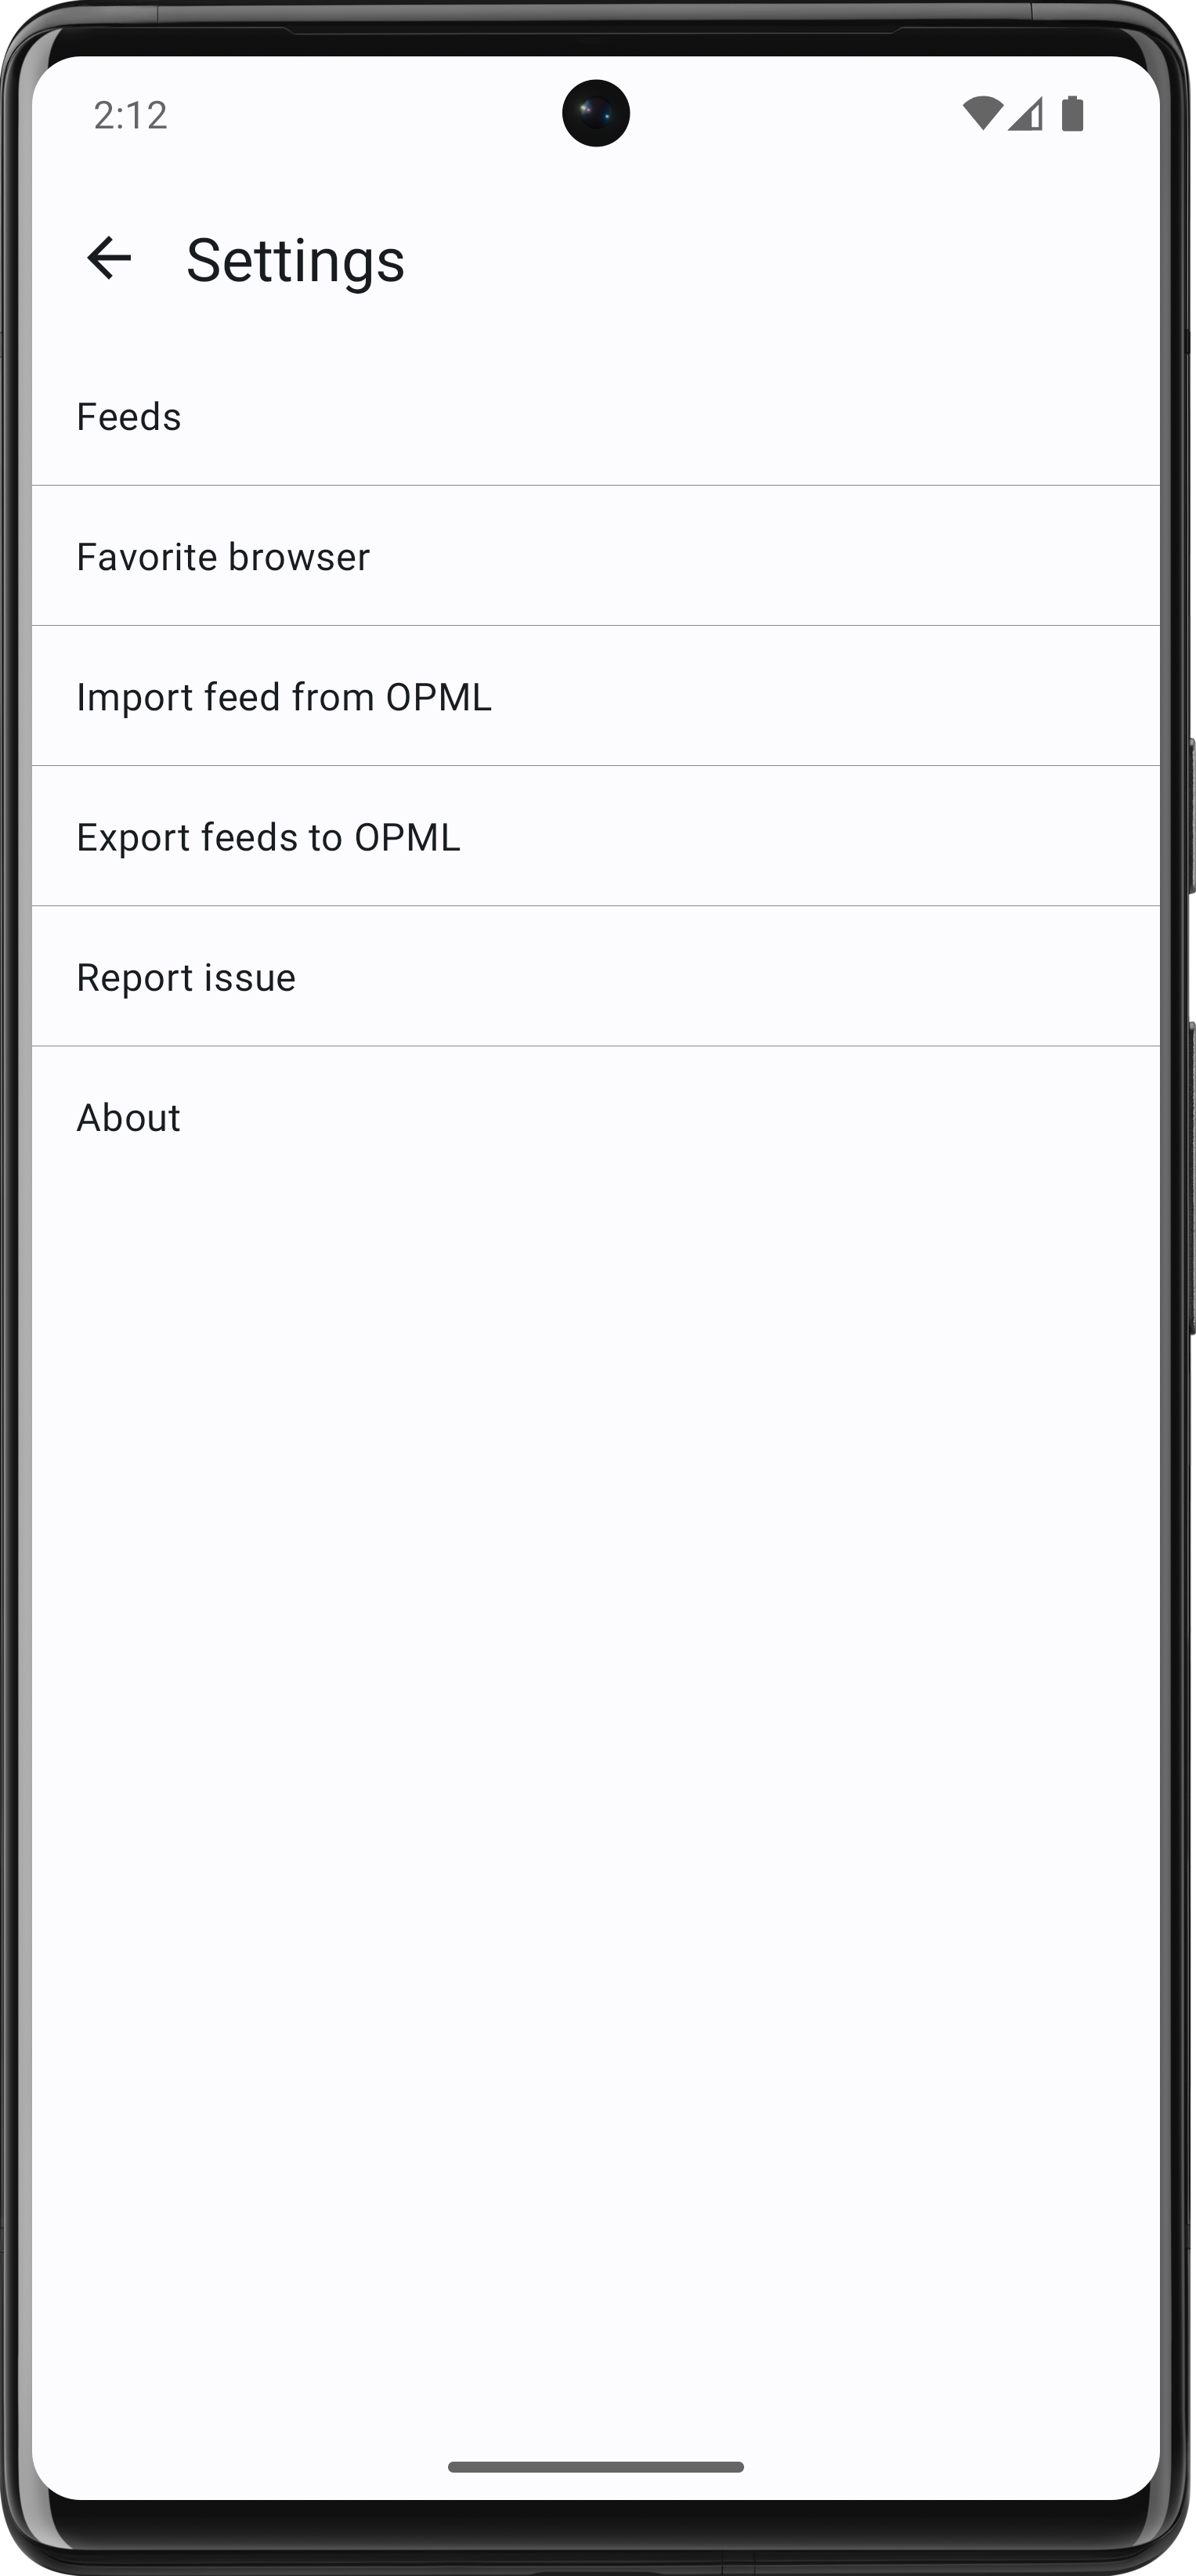 2:12
Settings
Feeds
Favorite browser
Import feed from OPML
Export feeds to OPML
Report issue
About